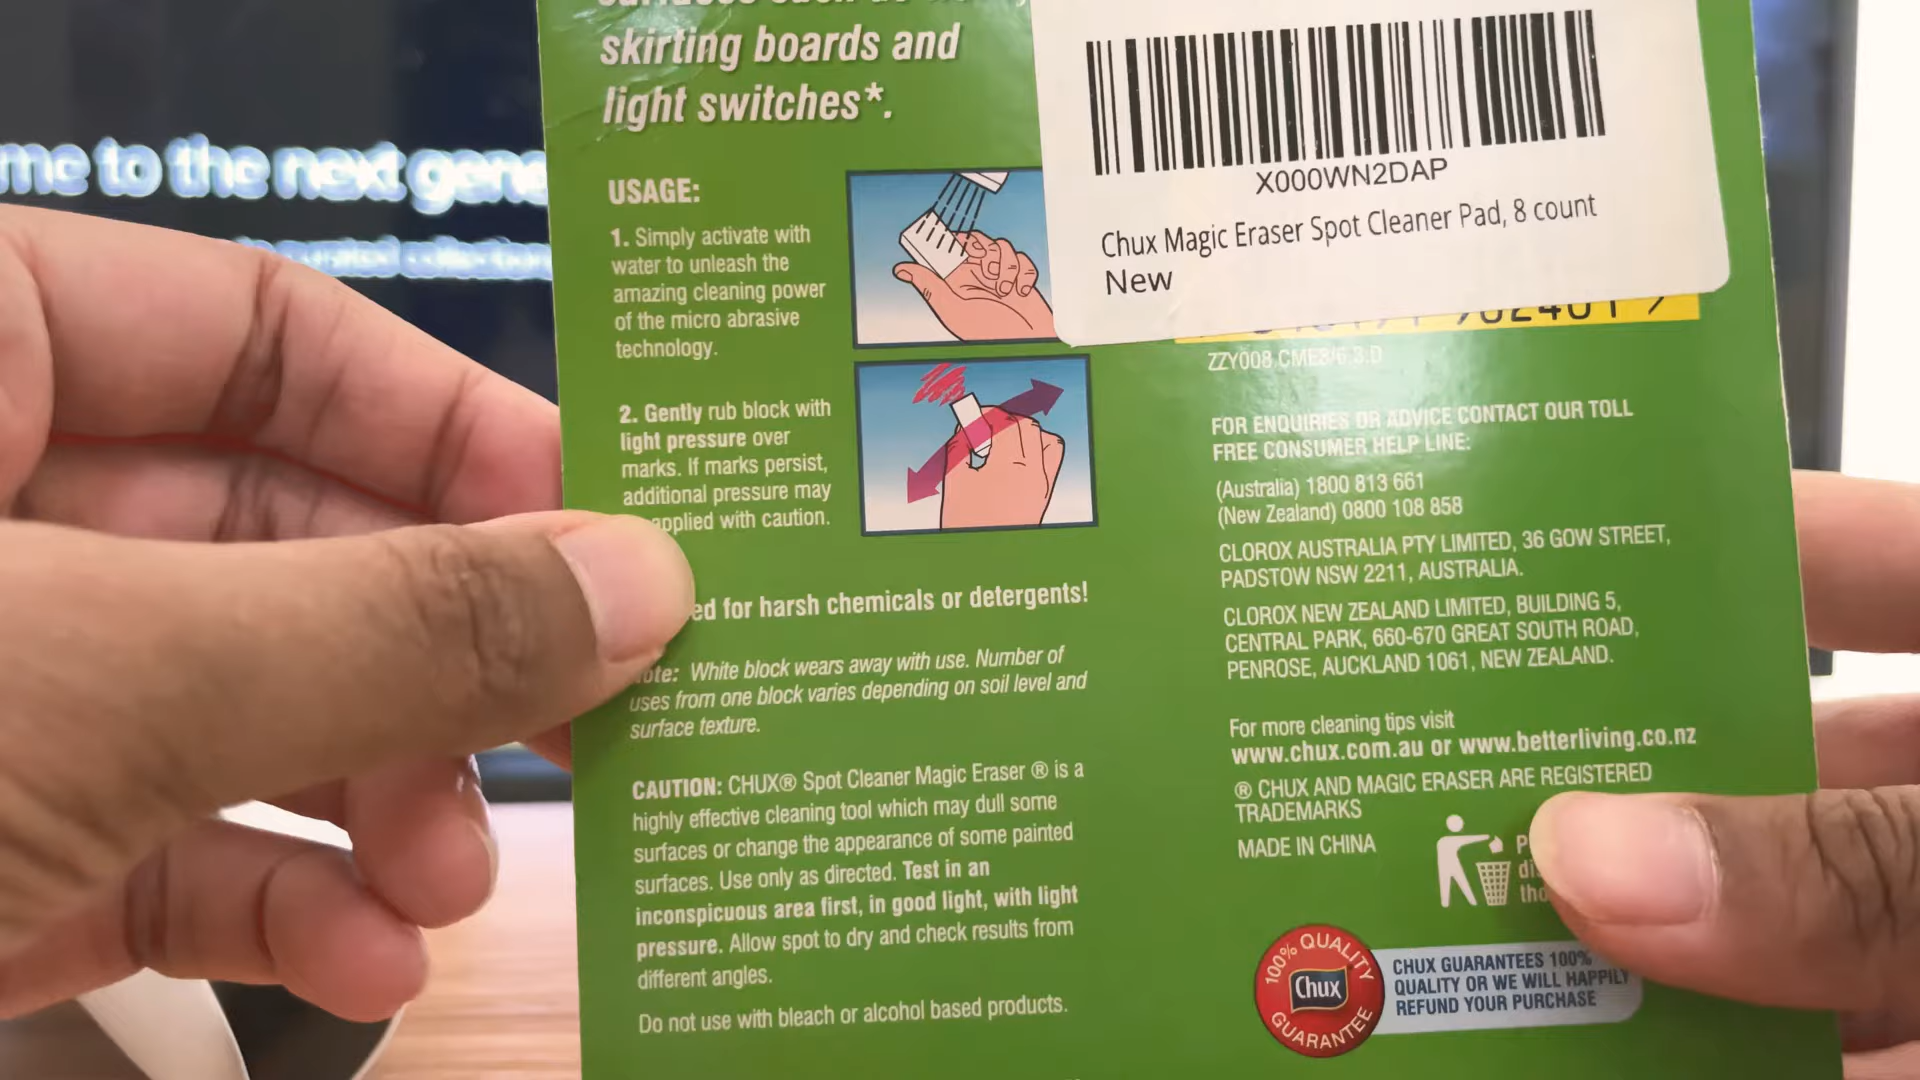 me to the next gene
skirting boards and
light switches*.
USAGE:
1. Simply activate with
water to unleash the
amazing cleaning power
of the micro abrasive
technology.
2. Gently rub block with
light pressure over
marks. If marks persist,
additional pressure may
applied with caution.
ed for harsh chemicals or detergents!
Note: White block wears away with use. Number of
uses from one block varies depending on soil level and
surface texture.
CAUTION: CHUX® Spot Cleaner Magic Eraser ® is a
highly effective cleaning tool which may dull some
surfaces or change the appearance of some painted
surfaces. Use only as directed. Test in an
inconspicuous area first, in good light, with light
pressure. Allow spot to dry and check results from
different angles.
Do not use with bleach or alcohol based products.
X000WN2DAP
Chux Magic Eraser Spot Cleaner Pad, 8 count
New
ZZY008 CME8/6.3.D
FOR ENQUIRIES OR ADVICE CONTACT OUR TOLL
FREE CONSUMER HELP LINE:
(Australia) 1800 813 661
(New Zealand) 0800 108 858
CLOROX AUSTRALIA PTY LIMITED, 36 GOW STREET,
PADSTOW NSW 2211, AUSTRALIA.
CLOROX NEW ZEALAND LIMITED, BUILDING 5,
CENTRAL PARK, 660-670 GREAT SOUTH ROAD,
PENROSE, AUCKLAND 1061, NEW ZEALAND.
For more cleaning tips visit
www.chux.com.au or www.betterliving.co.nz
® CHUX AND MAGIC ERASER ARE REGISTERED
TRADEMARKS
MADE IN CHINA
P
di
tho
100% QUALITY
Chux
GUARANTEE
CHUX GUARANTEES 100%
QUALITY OR WE WILL HAPPILY
REFUND YOUR PURCHASE